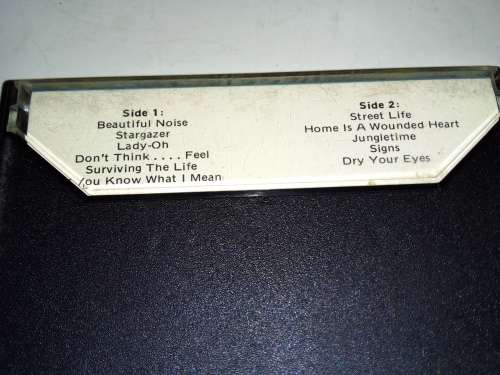 Side 1:
Beautiful Noise
Stargazer
Lady-Oh
Don't Think.... Feel
Surviving The Life
You Know What I Mean
Side 2:
Street Life
Home Is A Wounded Heart
Jungletime
Signs
Dry Your Eyes